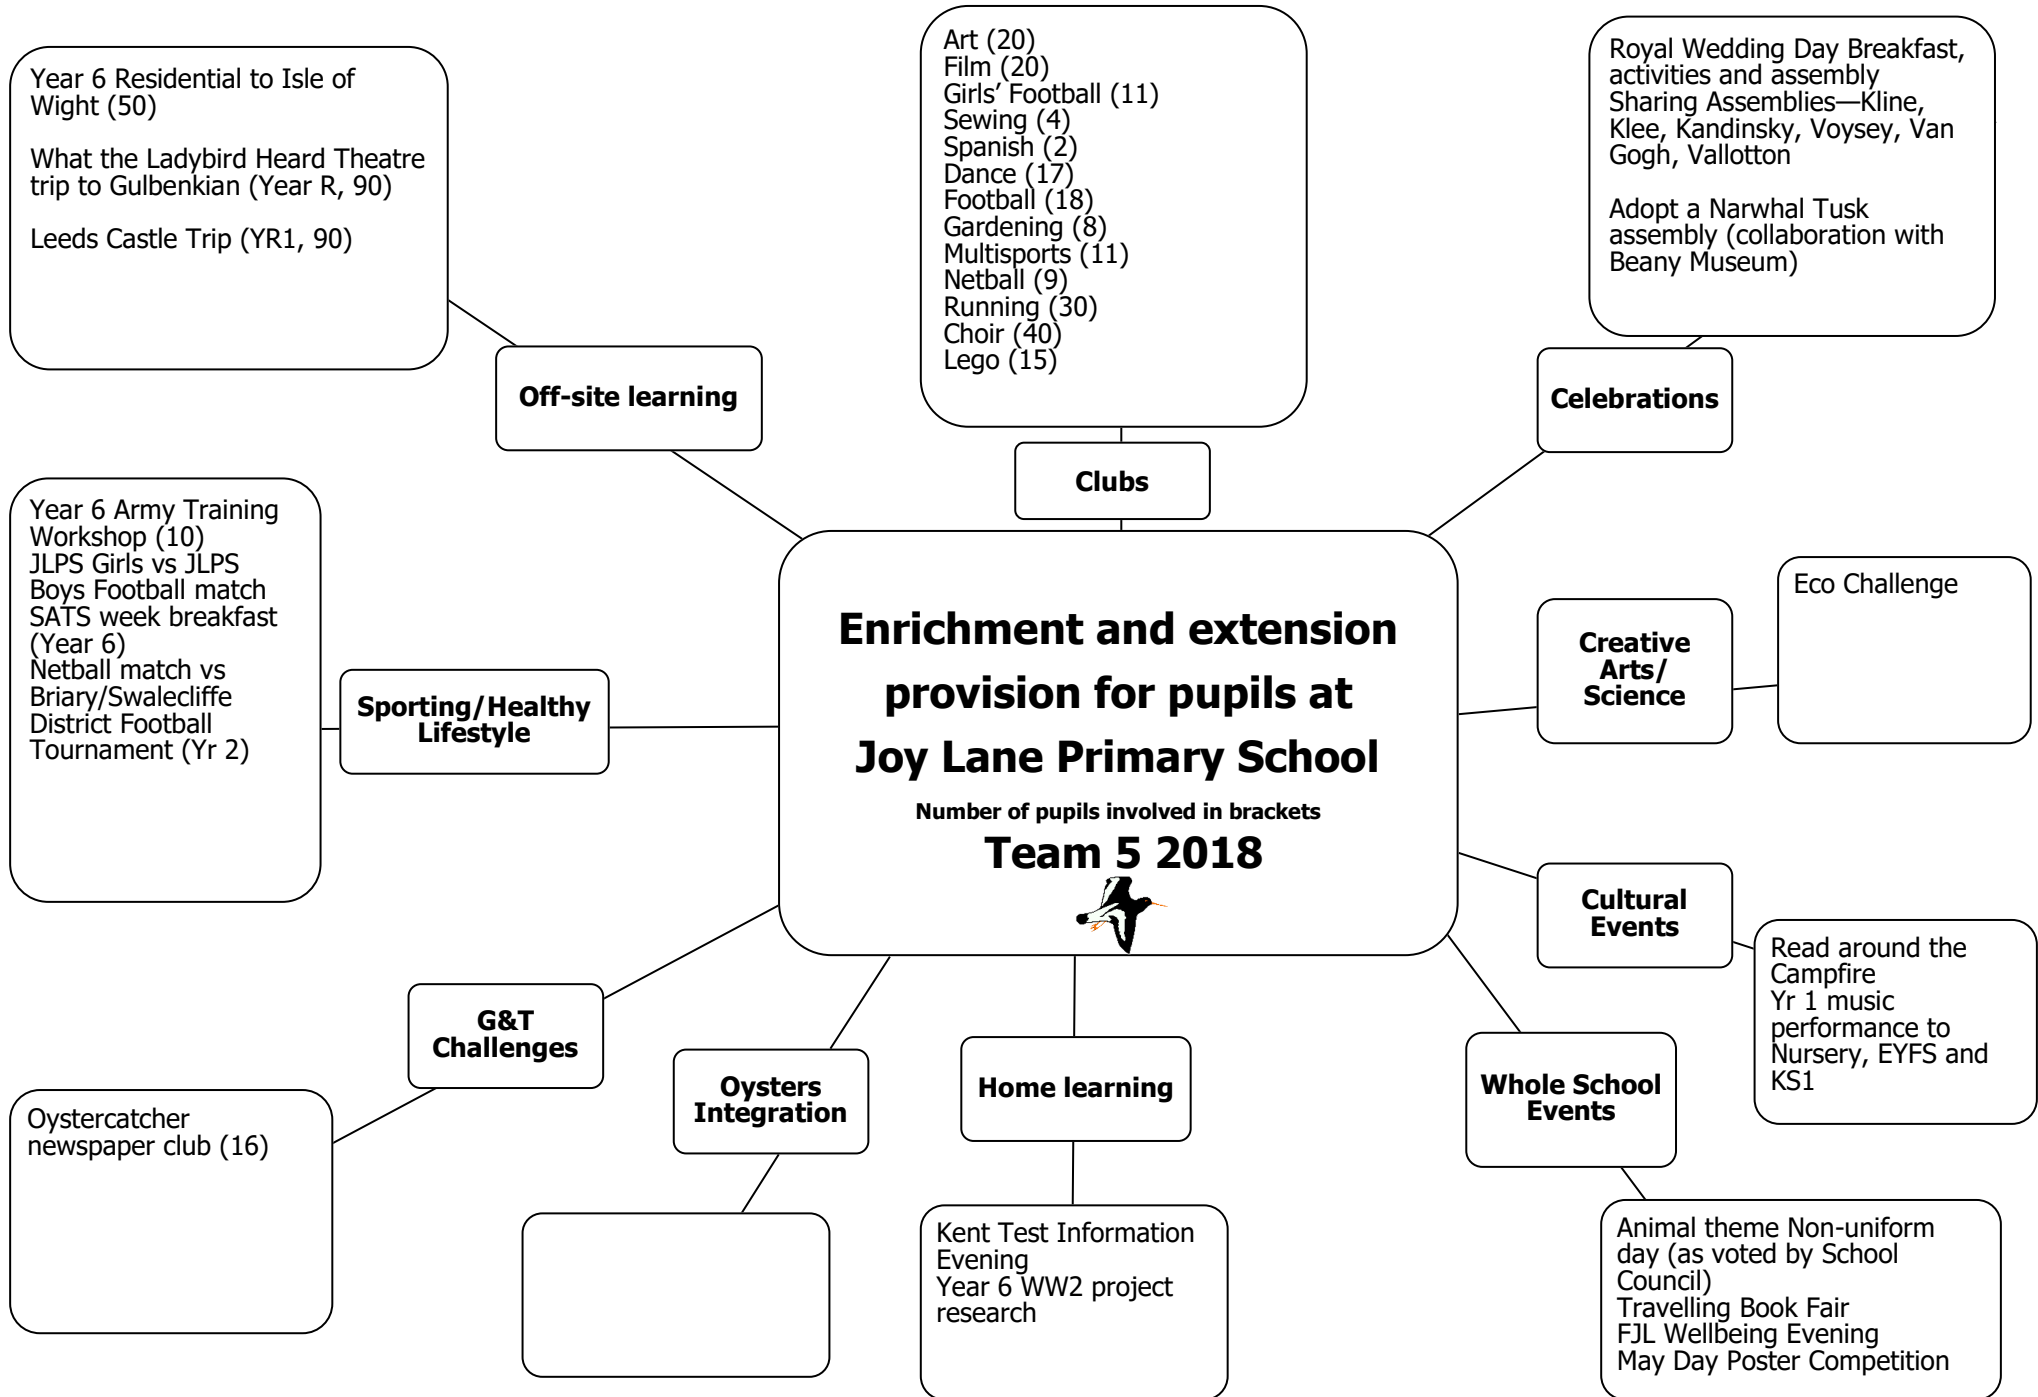 Year 6 Residential to Isle of
Wight (50)
What the Ladybird Heard Theatre
trip to Gulbenkian (Year R, 90)
Leeds Castle Trip (YR1, 90)
Off-site learning
Art (20)
Film (20)
Girls’ Football (11)
Sewing (4)
Spanish (2)
Dance (17)
Football (18)
Gardening (8)
Multisports (11)
Netball (9)
Running (30)
Choir (40)
Lego (15)
Clubs
Royal Wedding Day Breakfast,
activities and assembly
Sharing Assemblies—Kline,
Klee, Kandinsky, Voysey, Van
Gogh, Vallotton
Adopt a Narwhal Tusk
assembly (collaboration with
Beany Museum)
Celebrations
Year 6 Army Training
Workshop (10)
JLPS Girls vs JLPS
Boys Football match
SATS week breakfast
(Year 6)
Netball match vs
Briary/Swalecliffe
District Football
Tournament (Yr 2)
Sporting/Healthy
Lifestyle
Enrichment and extension
provision for pupils at
Joy Lane Primary School
Number of pupils involved in brackets
Team 5 2018
Creative
Arts/
Science
Eco Challenge
Cultural
Events
Read around the
Campfire
Yr 1 music
performance to
Nursery, EYFS and
KS1
G&T
Challenges
Oystercatcher
newspaper club (16)
Oysters
Integration
Home learning
Kent Test Information
Evening
Year 6 WW2 project
research
Whole School
Events
Animal theme Non-uniform
day (as voted by School
Council)
Travelling Book Fair
FJL Wellbeing Evening
May Day Poster Competition